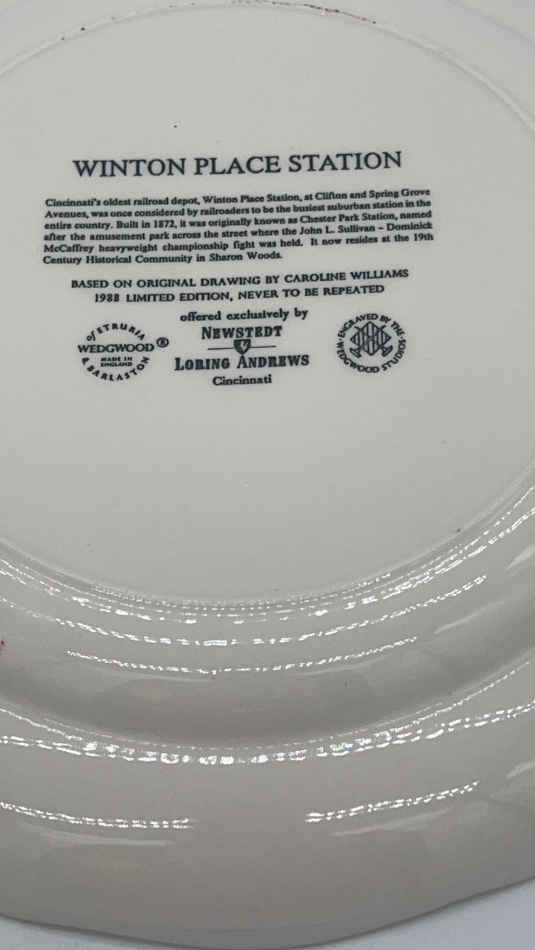 WINTON PLACE STATION
Cincinnati's oldest railroad depot, Winton Place Station, at Clifton and Spring Grove
Avenues, was once considered by railroaders to be the busiest suburban station in the
entire country. Built in 1872, it was originally known as Chester Park Station, named
after the amusement park across the street where the John L. Sullivan - Dominick
McCaffrey heavyweight championship fight was held. It now resides at the 19th
Century Historical Community in Sharon Woods.
BASED ON ORIGINAL DRAWING BY CAROLINE WILLIAMS
1988 LIMITED EDITION, NEVER TO BE REPEATED
offered exclusively by
NEWSTEDT
LORING ANDREWS
Cincinnati
of ETRURIA
WEDGWOOD®
MADE IN
ENGLAND
& BARLASTON
ENGRAVED BY THE
WEDGWOOD STUDIOS